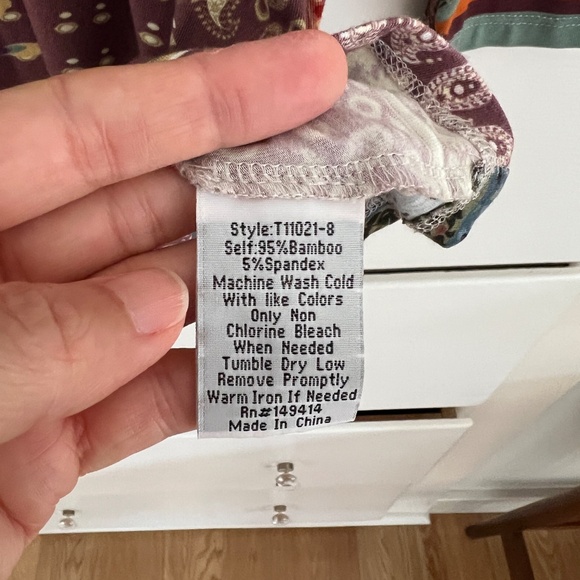 Style:T11021-8
Self:95%Bamboo
5%Spandex
Machine Wash Cold
With like Colors
Only Non
Chlorine Bleach
When Needed
Tumble Dry Low
Remove Promptly
Warm Iron If Needed
Rn#149414
Made In China